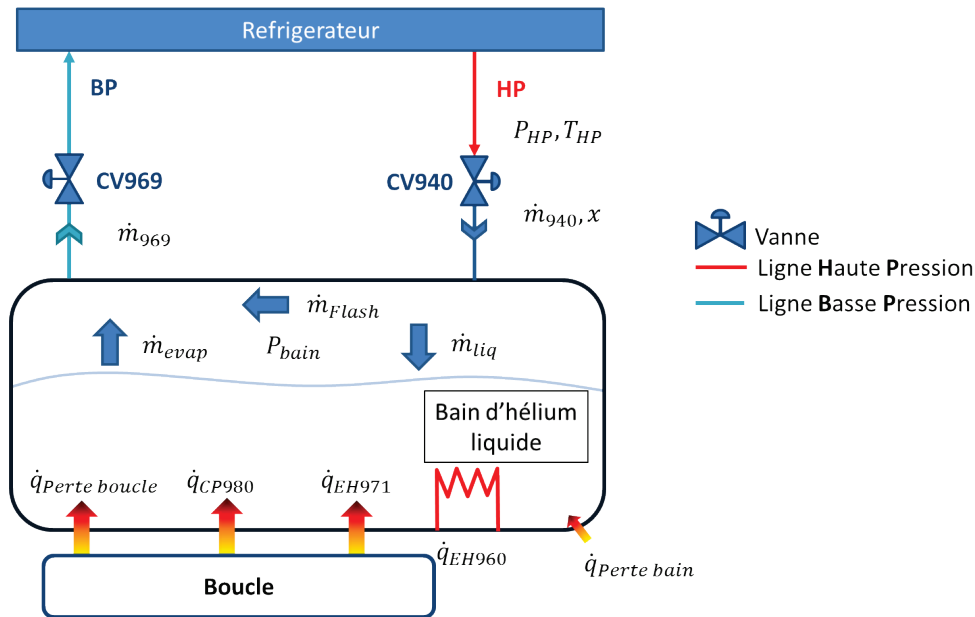 Refrigerateur
BP
HP
P_HP, T_HP
CV969
CV940
ṁ_969
ṁ_940, x
Vanne
Ligne Haute Pression
Ligne Basse Pression
ṁ_Flash
ṁ_evap
P_bain
ṁ_liq
Bain d'hélium
liquide
q̇_Perte boucle
q̇_CP980
q̇_EH971
q̇_EH960
q̇_Perte bain
Boucle